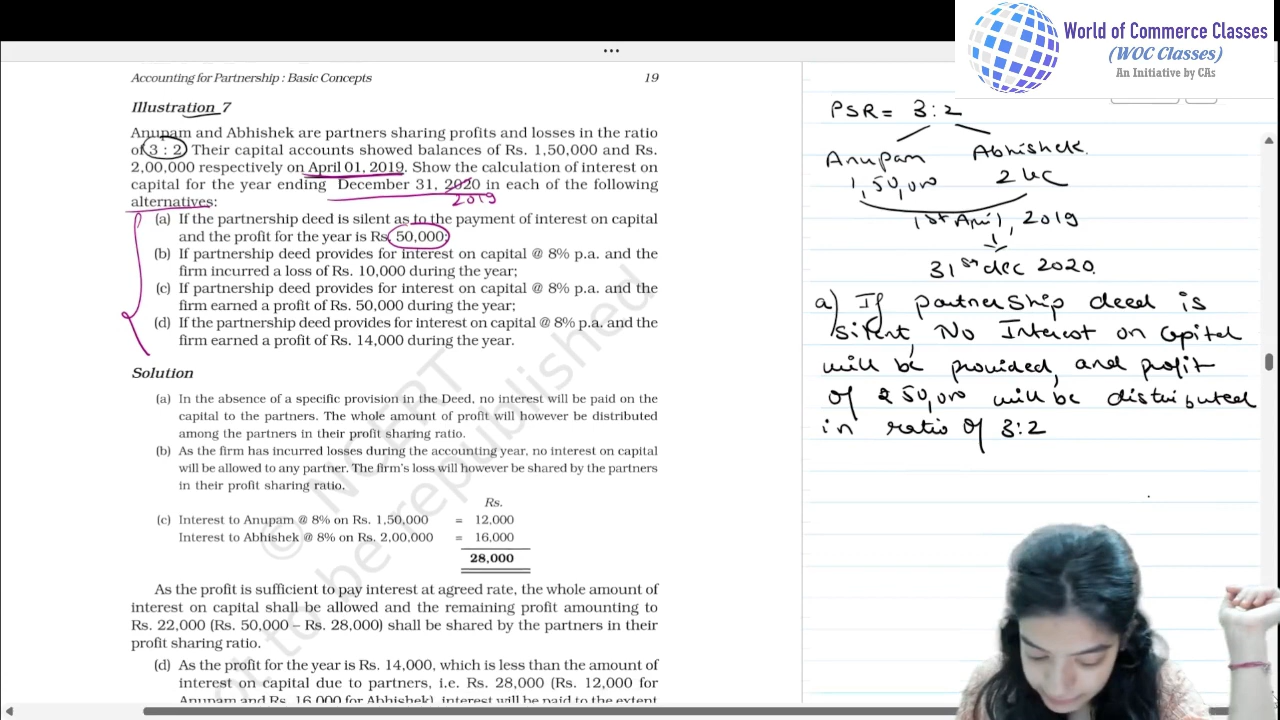 World of Commerce Classes
(WOC Classes)
An Initiative by CAs
Accounting for Partnership : Basic Concepts 19
Illustration 7
Anupam and Abhishek are partners sharing profits and losses in the ratio
of 3 : 2. Their capital accounts showed balances of Rs. 1,50,000 and Rs.
2,00,000 respectively on April 01, 2019. Show the calculation of interest on
capital for the year ending December 31, 2020 in each of the following
2019
alternatives:
(a) If the partnership deed is silent as to the payment of interest on capital
and the profit for the year is Rs. 50,000;
(b) If partnership deed provides for interest on capital @ 8% p.a. and the
firm incurred a loss of Rs. 10,000 during the year;
(c) If partnership deed provides for interest on capital @ 8% p.a. and the
firm earned a profit of Rs. 50,000 during the year;
(d) If the partnership deed provides for interest on capital @ 8% p.a. and the
firm earned a profit of Rs. 14,000 during the year.
Solution
(a) In the absence of a specific provision in the Deed, no interest will be paid on
the capital to the partners. The whole amount of profit will however be distributed
among the partners in their profit sharing ratio.
(b) As the firm has incurred losses during the accounting year, no interest on capital
will be allowed to any partner. The firm's loss will however be shared by the partners
in their profit sharing ratio.
Rs.
(c) Interest to Anupam @ 8% on Rs. 1,50,000 = 12,000
Interest to Abhishek @ 8% on Rs. 2,00,000 = 16,000
28,000
As the profit is sufficient to pay interest at agreed rate, the whole amount of
interest on capital shall be allowed and the remaining profit amounting to
Rs. 22,000 (Rs. 50,000 – Rs. 28,000) shall be shared by the partners in their
profit sharing ratio.
(d) As the profit for the year is Rs. 14,000, which is less than the amount of
interest on capital due to partners, i.e. Rs. 28,000 (Rs. 12,000 for
Anupam and Rs. 16,000 for Abhishek), interest will be paid to the extent
© NCERT
to be republished
PSR = 3:2
Anupam Abhishek
1,50,000 2 LC
1st April, 2019
31st dec 2020.
a) If partnership deed is
silent, No Interest on capital
will be provided, and profit
of ₹ 50,000 will be distributed
in ratio of 3:2